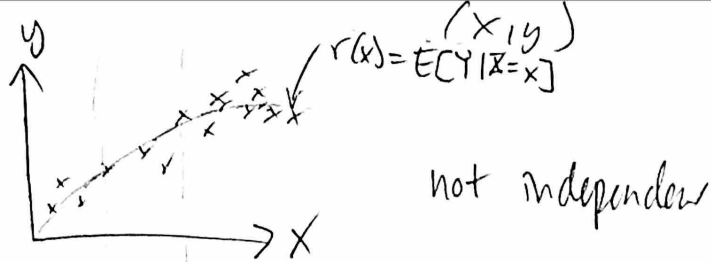 (x,y)
y
r(x) = E[Y|X=x]
not independen
X